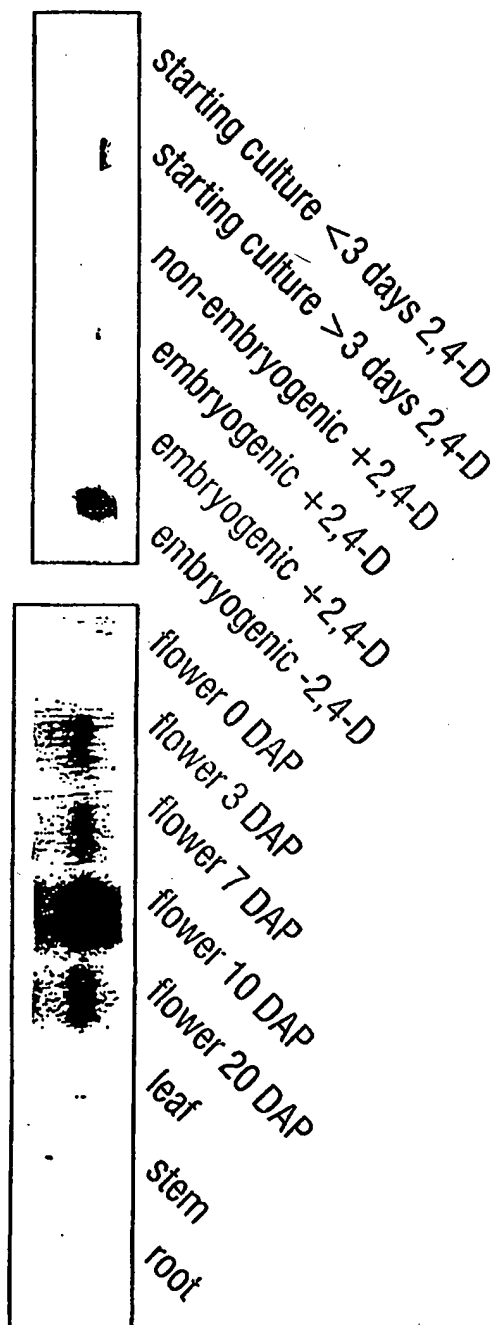 starting culture <3 days 2,4-D
starting culture >3 days 2,4-D
non-embryogenic +2,4-D
embryogenic +2,4-D
embryogenic +2,4-D
embryogenic -2,4-D
flower 0 DAP
flower 3 DAP
flower 7 DAP
flower 10 DAP
flower 20 DAP
leaf
stem
root